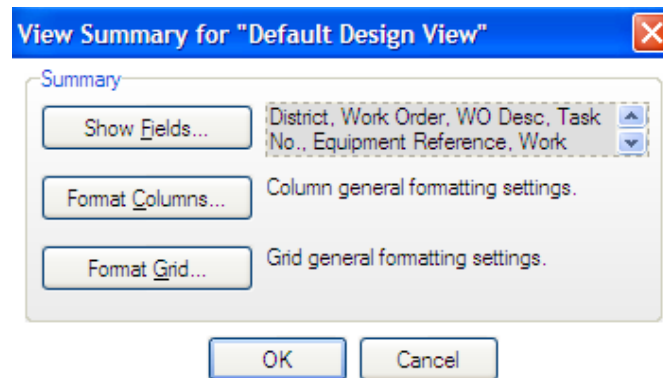 View Summary for "Default Design View"
Summary
Show Fields...
District, Work Order, WO Desc, Task
No., Equipment Reference, Work
Format Columns...
Column general formatting settings.
Format Grid...
Grid general formatting settings.
OK
Cancel